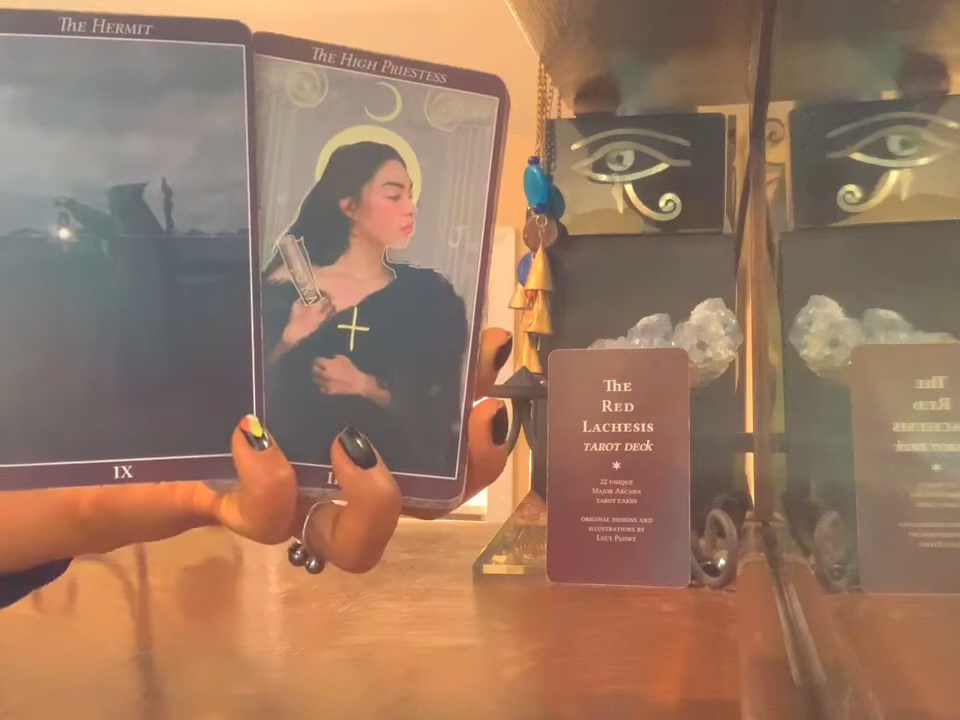 The Hermit
IX
The High Priestess
J
The
Red
Lachesis
Tarot Deck
22 unique
Major Arcana
tarot cards
Original designs and
illustrations by
Lucy Plowe